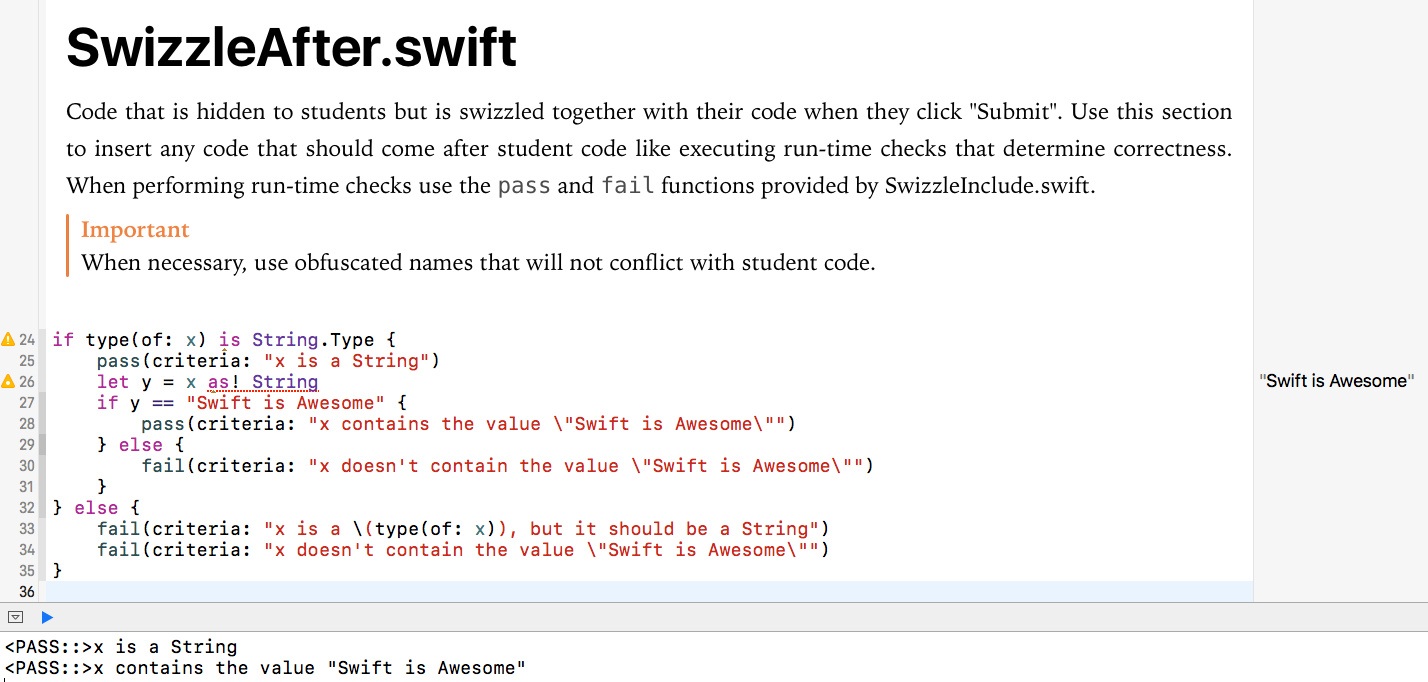 SwizzleAfter.swift
Code that is hidden to students but is swizzled together with their code when they click "Submit". Use this section
to insert any code that should come after student code like executing run-time checks that determine correctness.
When performing run-time checks use the pass and fail functions provided by SwizzleInclude.swift.
Important
When necessary, use obfuscated names that will not conflict with student code.
24 if type(of: x) is String.Type {
25     pass(criteria: "x is a String")
26     let y = x as! String "Swift is Awesome"
27     if y == "Swift is Awesome" {
28         pass(criteria: "x contains the value \"Swift is Awesome\"")
29     } else {
30         fail(criteria: "x doesn't contain the value \"Swift is Awesome\"")
31     }
32 } else {
33     fail(criteria: "x is a \(type(of: x)), but it should be a String")
34     fail(criteria: "x doesn't contain the value \"Swift is Awesome\"")
35 }
36
<PASS::>x is a String
<PASS::>x contains the value "Swift is Awesome"